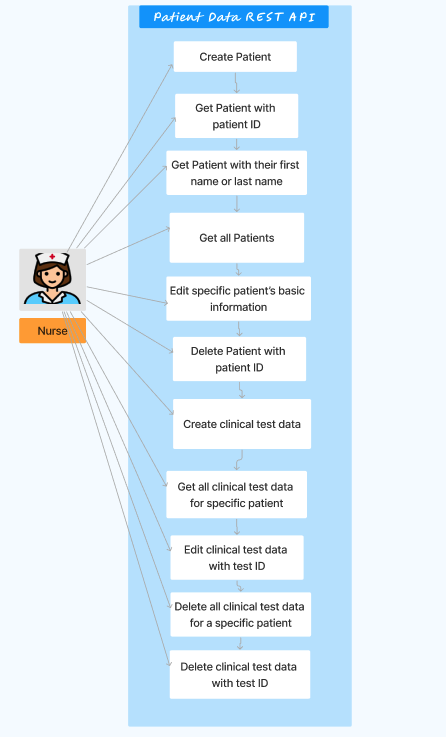 Patient Data REST API
Create Patient
Get Patient with
patient ID
Get Patient with their first
name or last name
Get all Patients
Edit specific patient's basic
information
Nurse
Delete Patient with
patient ID
Create clinical test data
Get all clinical test data
for specific patient
Edit clinical test data
with test ID
Delete all clinical test data
for a specific patient
Delete clinical test data
with test ID